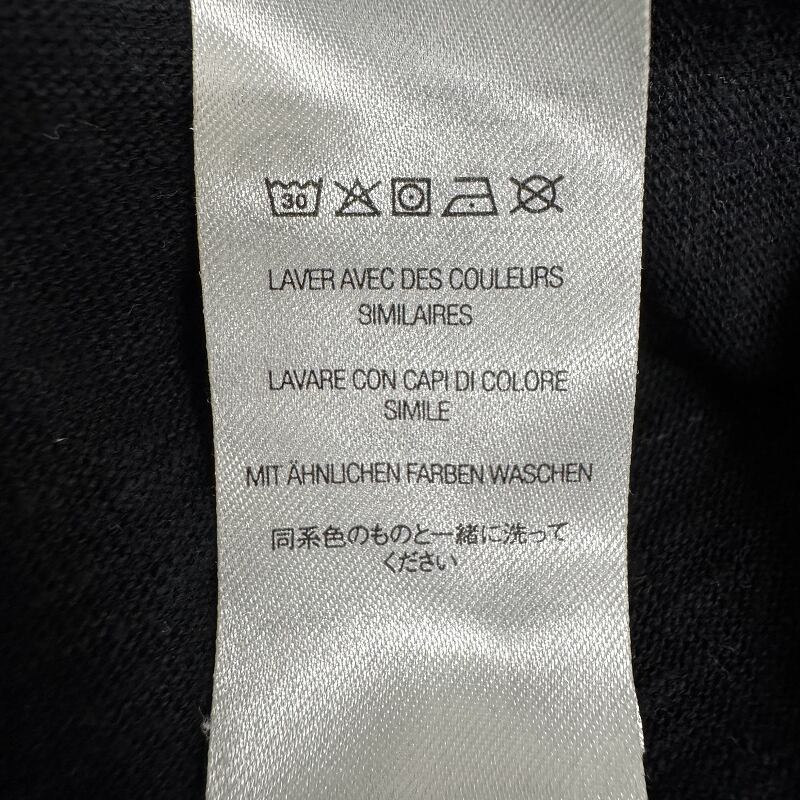 30
LAVER AVEC DES COULEURS
SIMILAIRES
LAVARE CON CAPI DI COLORE
SIMILE
MIT ÄHNLICHEN FARBEN WASCHEN
同系色のものと一緒に洗って
ください